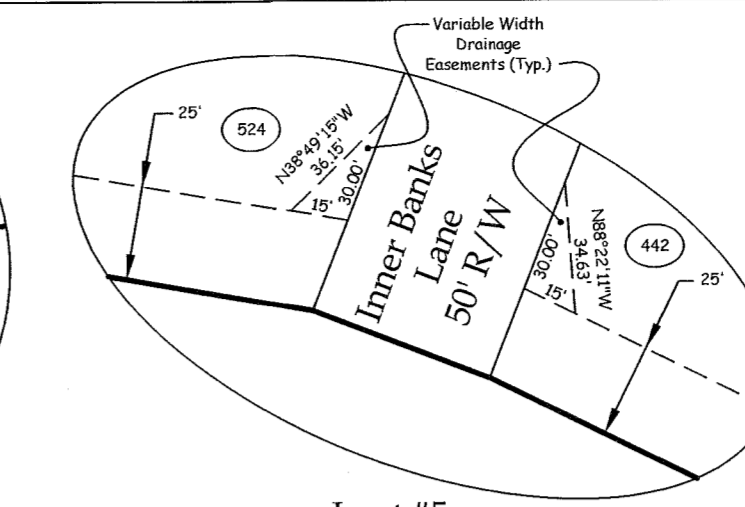 Variable Width
Drainage
Easements (Typ.)
25'
524
N38°49'15"W
36.15'
30.00'
15'
Inner Banks
Lane
50' R/W
30.00'
15'
N88°22'11"W
34.63'
442
25'